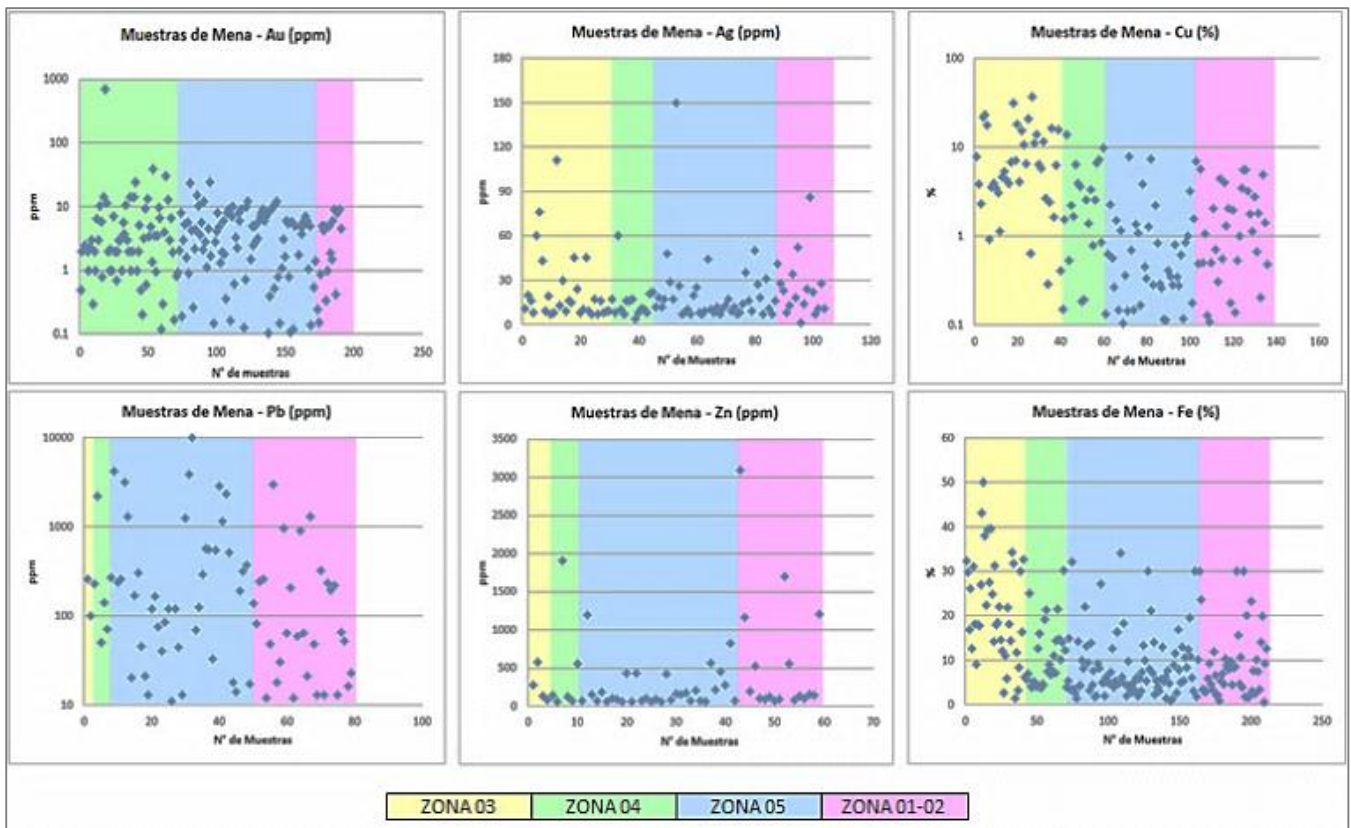 Muestras de Mena - Au (ppm)
1000
100
10
1
0.1
ppm
0 50 100 150 200 250
N° de muestras
Muestras de Mena - Ag (ppm)
180
150
120
90
60
30
0
ppm
0 20 40 60 80 100 120
N° de Muestras
Muestras de Mena - Cu (%)
100
10
1
0.1
%
0 20 40 60 80 100 120 140 160
N° de Muestras
Muestras de Mena - Pb (ppm)
10000
1000
100
10
ppm
0 20 40 60 80 100
N° de Muestras
Muestras de Mena - Zn (ppm)
3500
3000
2500
2000
1500
1000
500
0
ppm
0 10 20 30 40 50 60 70
N° de Muestras
Muestras de Mena - Fe (%)
60
50
40
30
20
10
0
%
0 50 100 150 200 250
N° de Muestras
ZONA 03 ZONA 04 ZONA 05 ZONA 01-02